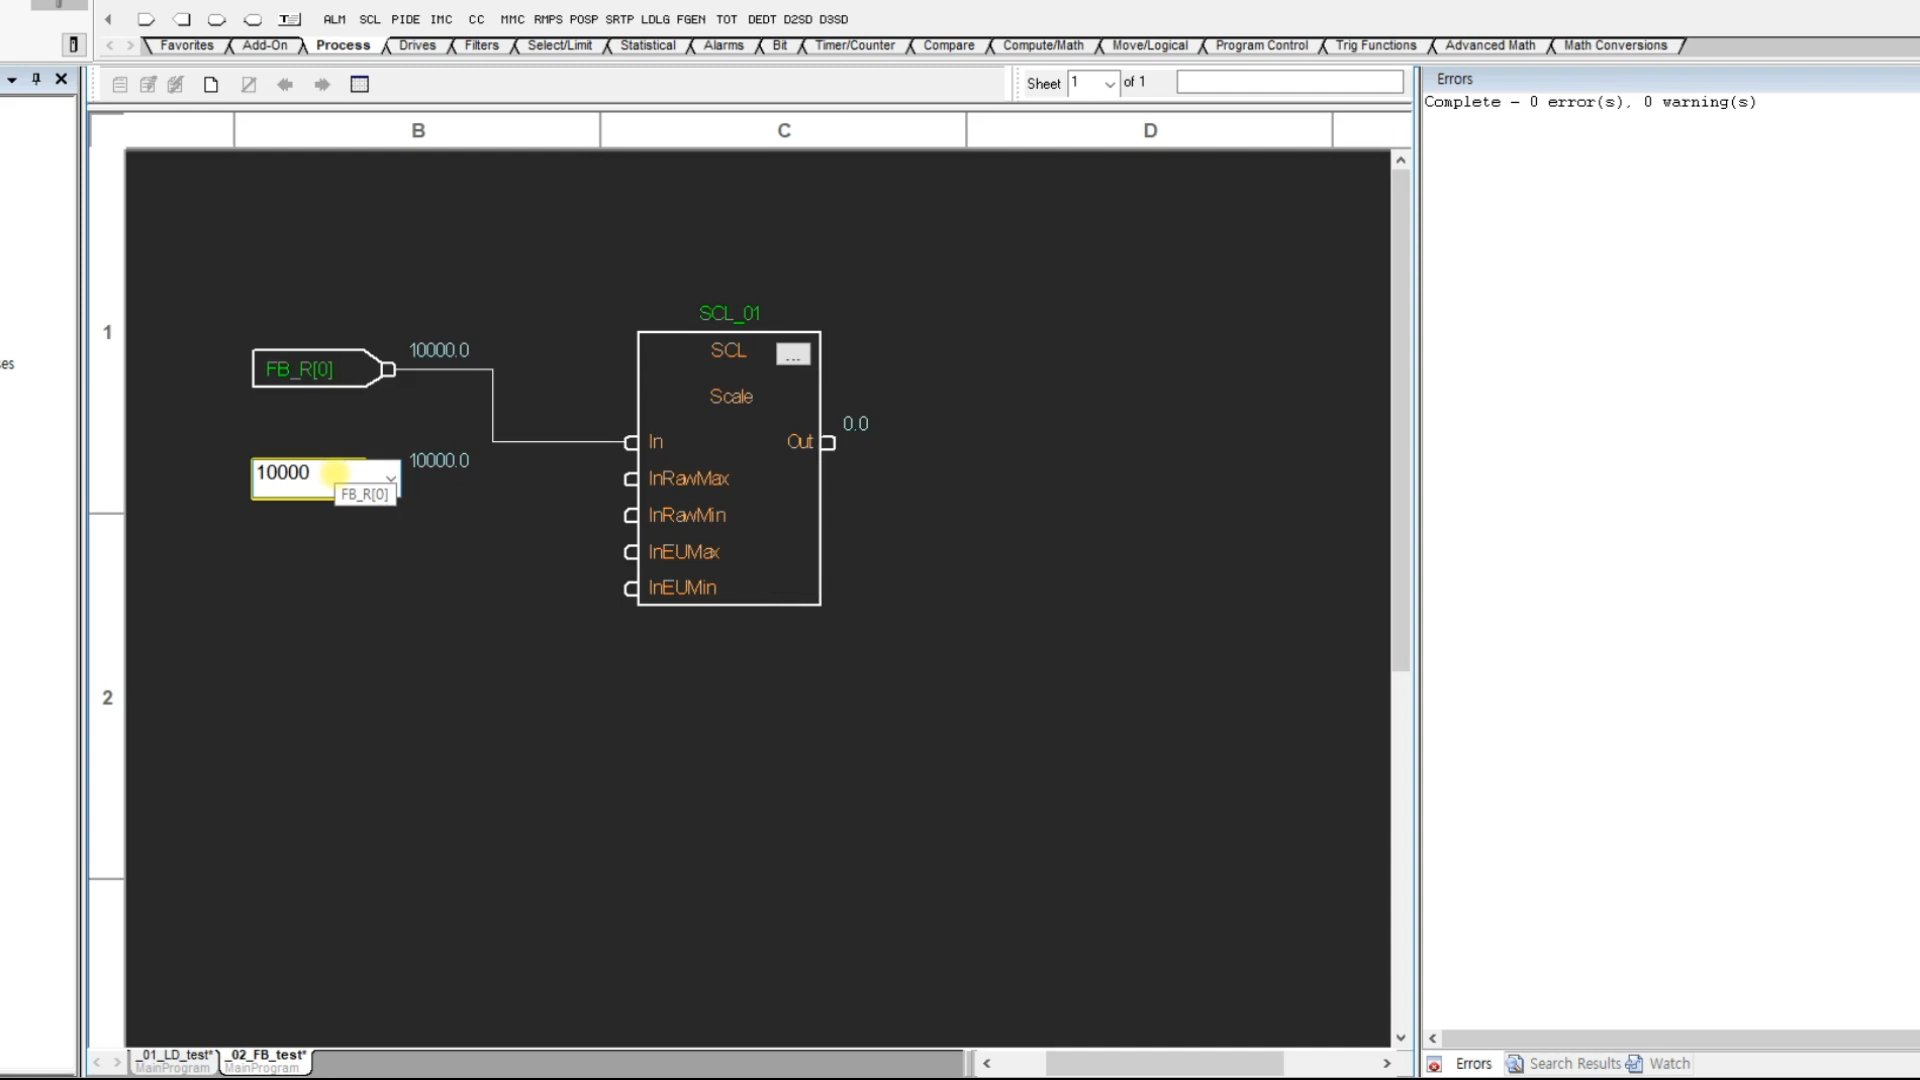 ALM SCL PIDE IMC CC MMC RMPS POSP SRTP LDLG FGEN TOT DEDT D2SD D3SD
Favorites Add-On Process Drives Filters Select/Limit Statistical Alarms Bit Timer/Counter Compare Compute/Math Move/Logical Program Control Trig Functions Advanced Math Math Conversions
Sheet 1 of 1
Errors
Complete - 0 error(s), 0 warning(s)
B C D
1
2
es
SCL_01
FB_R[0]
10000.0
SCL
...
Scale
0.0
In Out
10000
10000.0
FB_R[0]
InRawMax
InRawMin
InEUMax
InEUMin
_01_LD_test* _02_FB_test*
MainProgram MainProgram
Errors Search Results Watch